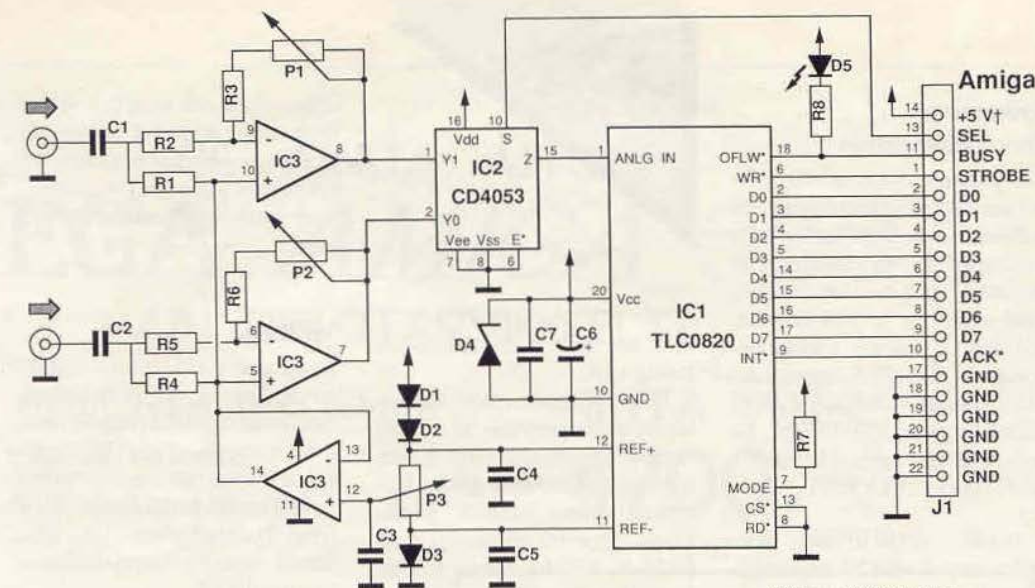 P1
R3
C1
R2
R1
9
10
IC3
8
P2
R6
C2
R5
R4
6
5
IC3
7
13
12
14
4
11
IC3
D1
D2
P3
D3
C3
C4
C5
16
10
Vdd
S
1
Y1
IC2
Z
15
CD4053
2
Y0
Vee
Vss
E*
7
8
6
D4
C7
C6
+
1
ANLG IN
20
Vcc
10
GND
12
REF+
11
REF-
IC1
TLC0820
OFLW*
18
WR*
6
D0
2
D1
3
D2
4
D3
5
D4
14
D5
15
D6
16
D7
17
INT*
9
MODE
7
CS*
13
RD*
8
D5
R8
R7
Amiga
14
+5 V†
13
SEL
11
BUSY
1
STROBE
2
D0
3
D1
4
D2
5
D3
6
D4
7
D5
8
D6
9
D7
10
ACK*
17
GND
18
GND
19
GND
20
GND
21
GND
22
GND
J1